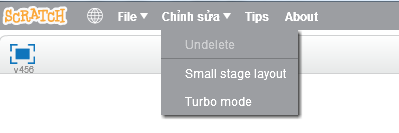 SCRATCH File Chỉnh sửa Tips About
Undelete
Small stage layout
Turbo mode
v456